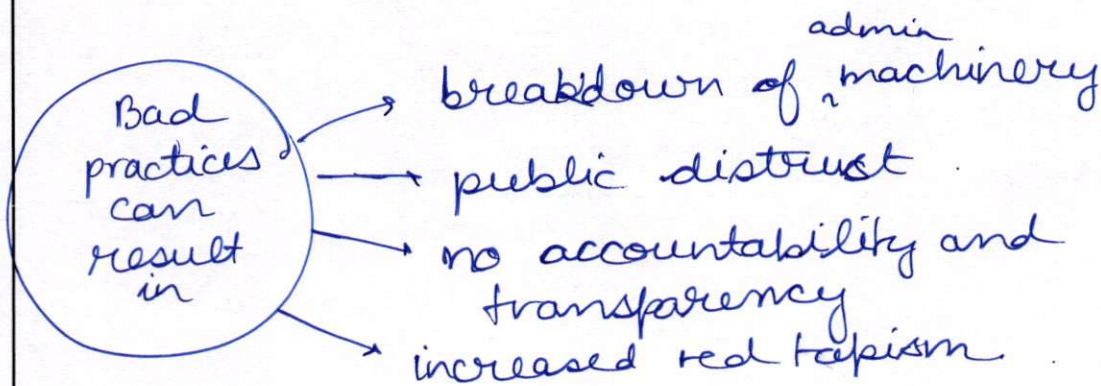 Bad
practices
can
result
in
breakdown of admin machinery
public distrust.
no accountability and
transparency
increased red tapism.